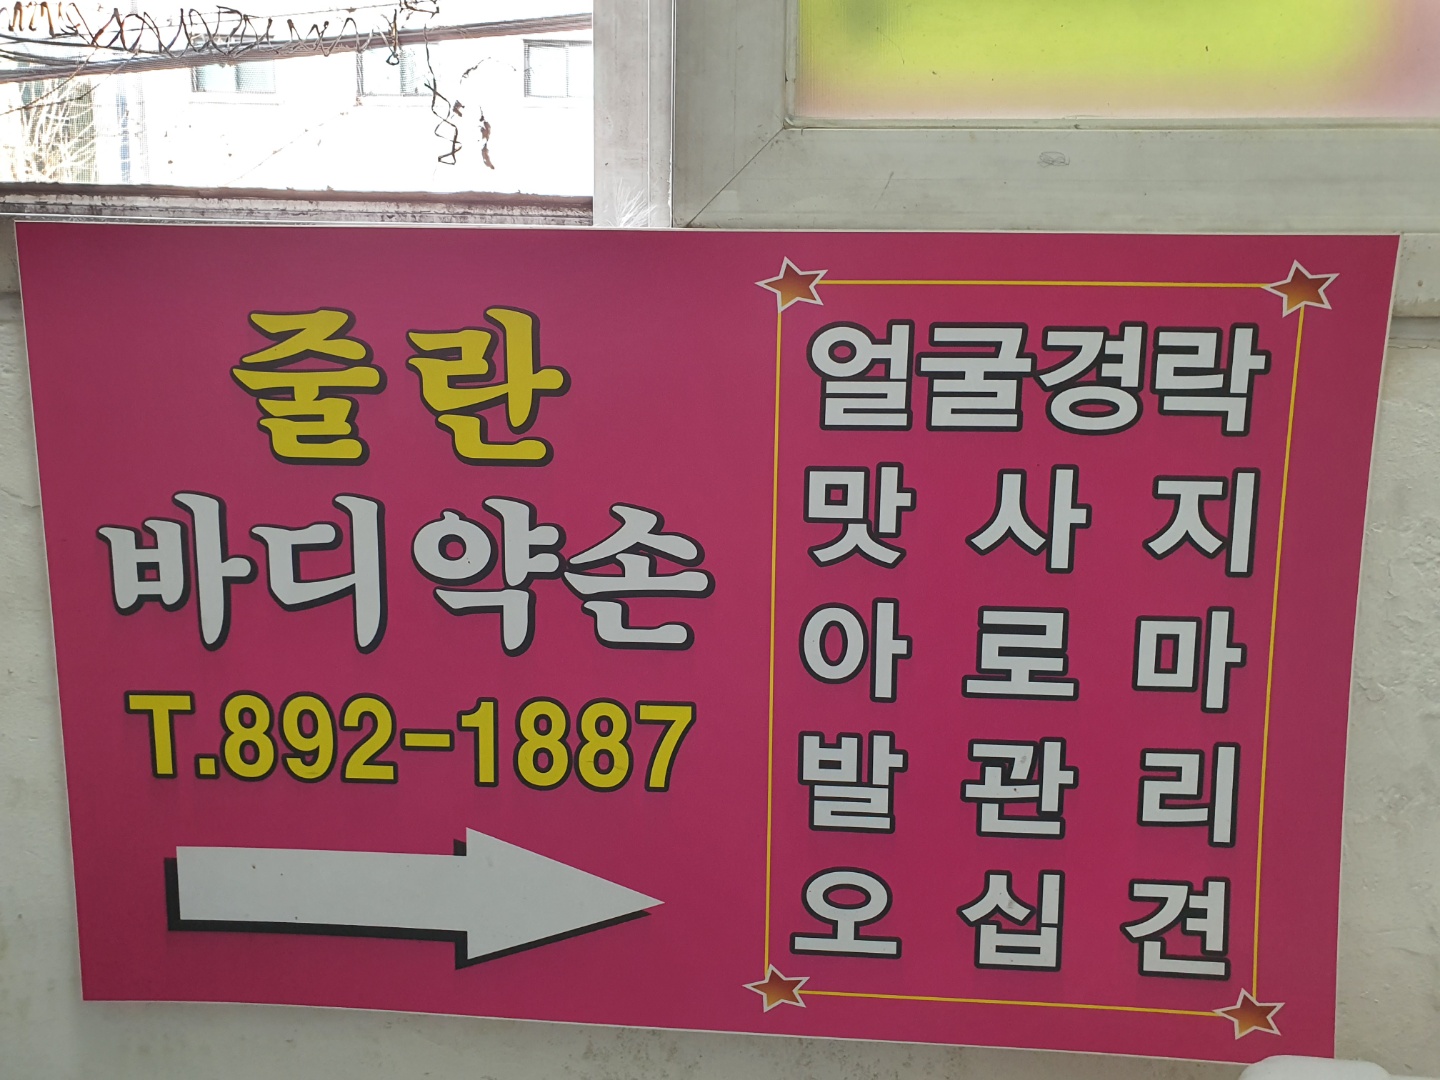 줄란
바디약손
T.892-1887
얼굴경락
맛사지
아로마
발관리
오십견